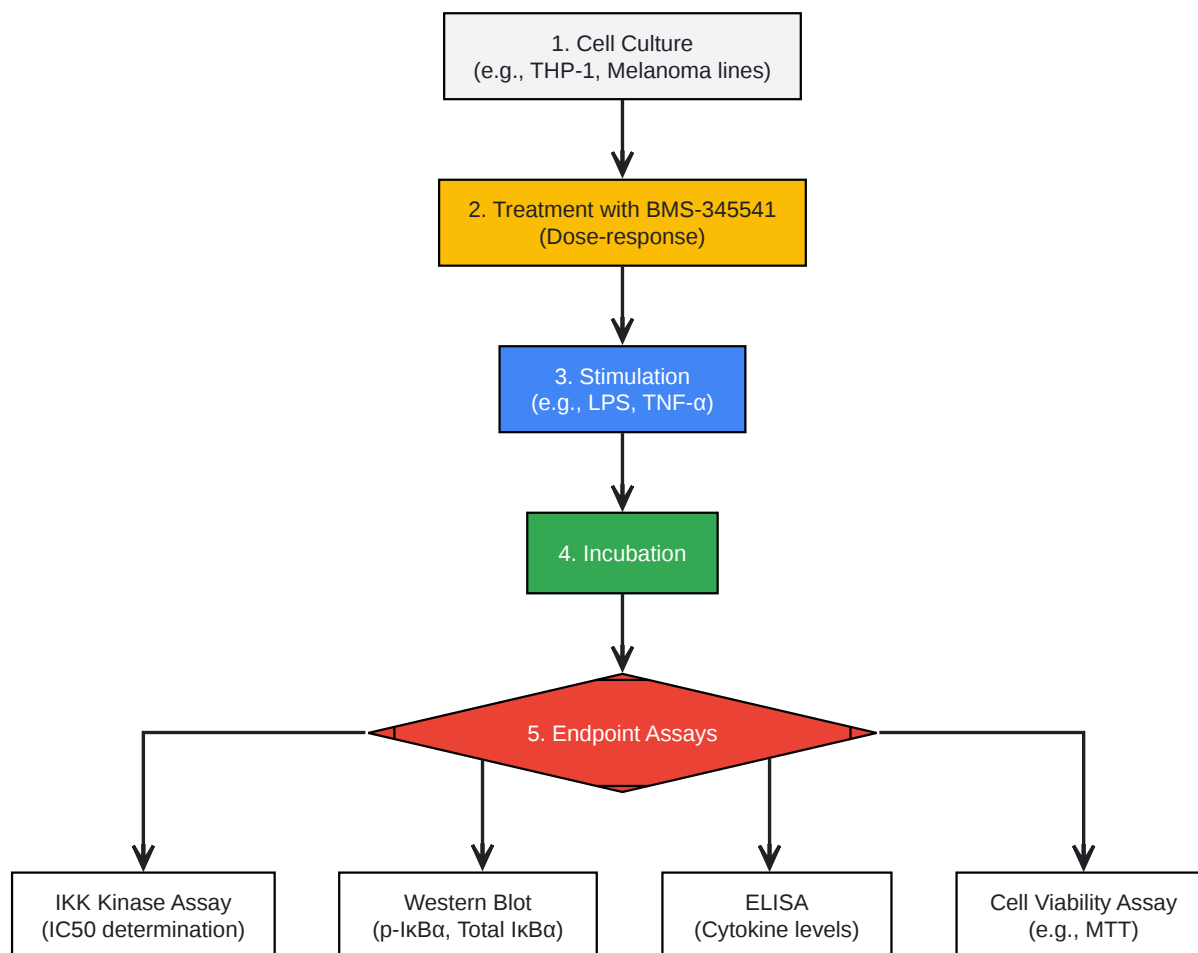 1. Cell Culture
(e.g., THP-1, Melanoma lines)
2. Treatment with BMS-345541
(Dose-response)
3. Stimulation
(e.g., LPS, TNF-α)
4. Incubation
5. Endpoint Assays
IKK Kinase Assay
(IC50 determination)
Western Blot
(p-IκBα, Total IκBα)
ELISA
(Cytokine levels)
Cell Viability Assay
(e.g., MTT)